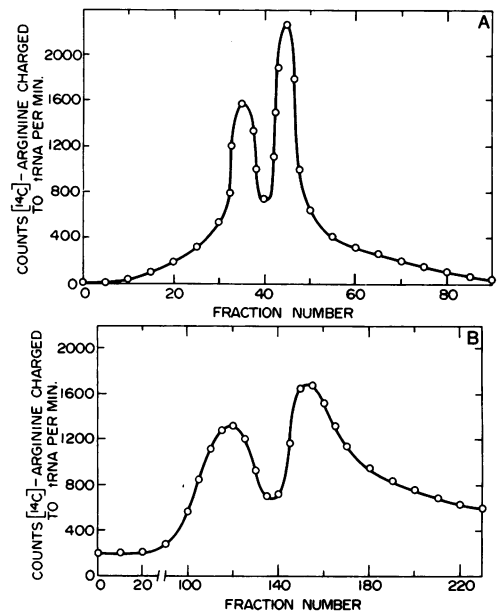 A
2000
1600
1200
800
400
0
COUNTS [14C]-ARGININE CHARGED
TO tRNA PER MIN.
0 20 40 60 80
FRACTION NUMBER
B
2000
1600
1200
800
400
0
COUNTS [14C]-ARGININE CHARGED
TO tRNA PER MIN.
0 20 100 140 180 220
FRACTION NUMBER